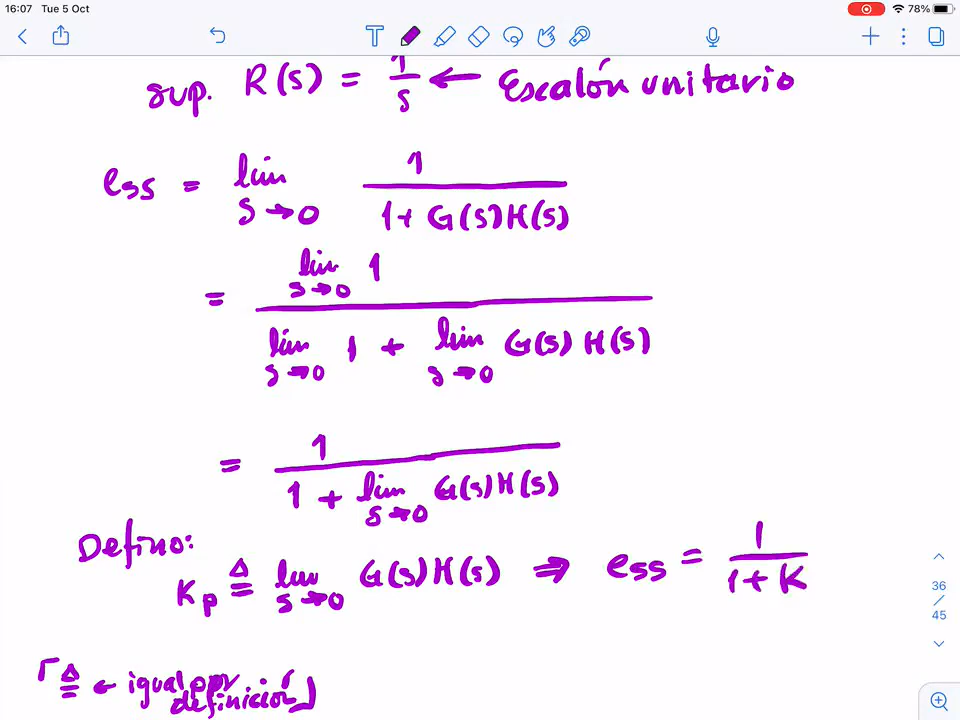 16:07 Tue 5 Oct 78%
sup. R(s) = 1/s ← Escalón unitario
ess = lim s→0 1 / (1 + G(s)H(s))
= lim s→0 1 / (lim s→0 1 + lim s→0 G(s)H(s))
= 1 / (1 + lim s→0 G(s)H(s))
Defino:
Kp ≜ lim s→0 G(s)H(s) ⇒ ess = 1 / (1 + K
36
/
45
[≜ ← igual por
definición]